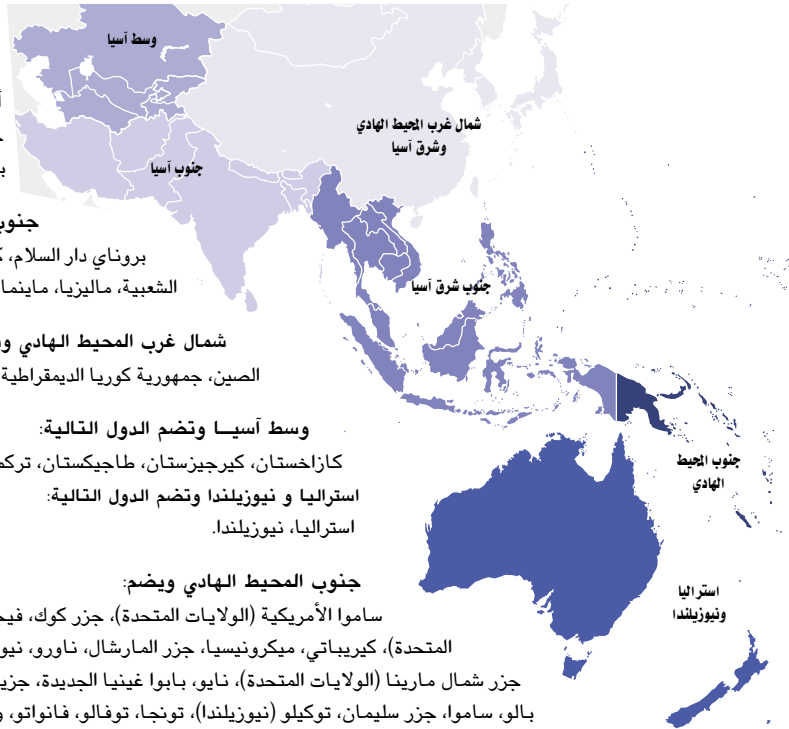 وسط آسيا
شمال غرب المحيط الهادي
وشرق آسيا
جنوب آسيا
جنوب
بروناي دار السلام،
الشعبية، ماليزيا، ماينما
جنوب شرق آسيا
شمال غرب المحيط الهادي و
الصين، جمهورية كوريا الديمقراطية
وسط آسيـا وتضم الدول التالية:
كازاخستان، كيرجيزستان، طاجيكستان، تركم
استراليا و نيوزيلندا وتضم الدول التالية:
استراليا، نيوزيلندا.
جنوب المحيط
الهادي
استراليا
ونيوزيلندا
جنوب المحيط الهادي ويضم:
ساموا الأمريكية (الولايات المتحدة)، جزر كوك، فيج
المتحدة)، كيريباتي، ميكرونيسيا، جزر المارشال، ناورو، نيو
جزر شمال مارينا (الولايات المتحدة)، نايو، بابوا غينيا الجديدة، جزي
بالو، ساموا، جزر سليمان، توكيلو (نيوزيلندا)، تونجا، توفالو، فانواتو، و